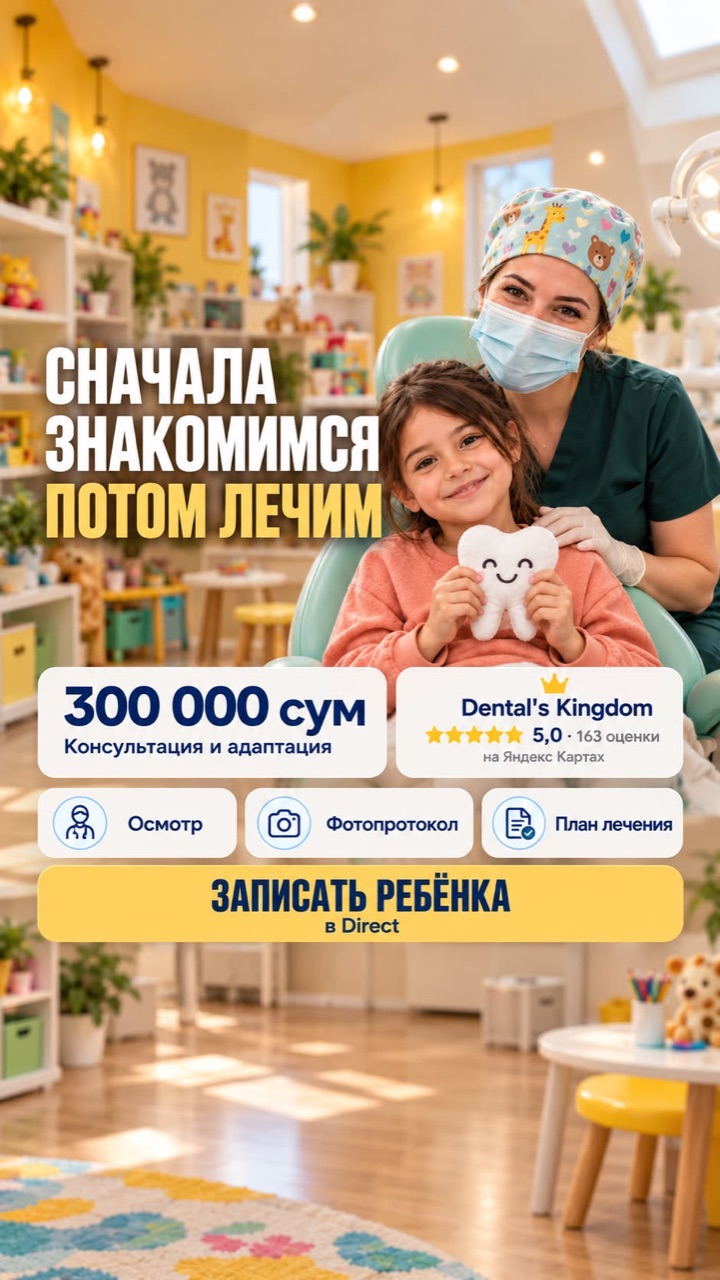 СНАЧАЛА
ЗНАКОМИМСЯ
ПОТОМ ЛЕЧИМ
300 000 сум
Консультация и адаптация
Dental's Kingdom
5,0 · 163 оценки
на Яндекс Картах
Осмотр
Фотопротокол
План лечения
ЗАПИСАТЬ РЕБЁНКА
в Direct